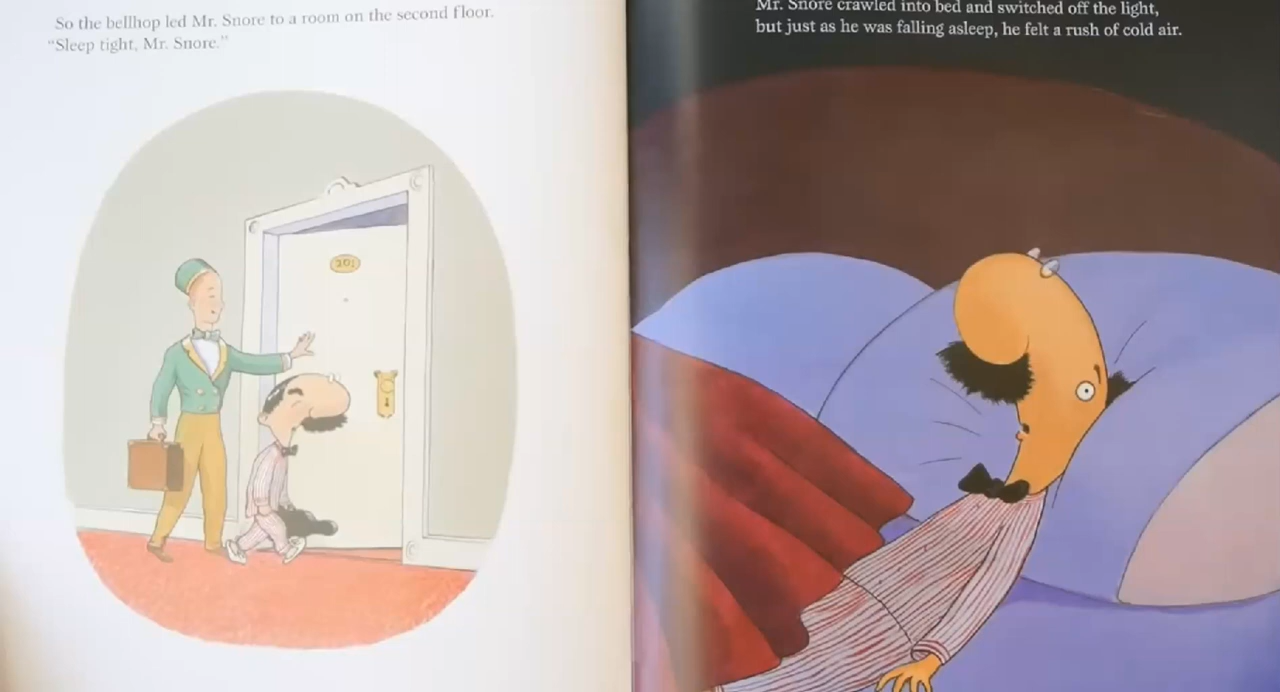 So the bellhop led Mr. Snore to a room on the second floor.
“Sleep tight, Mr. Snore.”
201
Mr. Snore crawled into bed and switched off the light,
but just as he was falling asleep, he felt a rush of cold air.